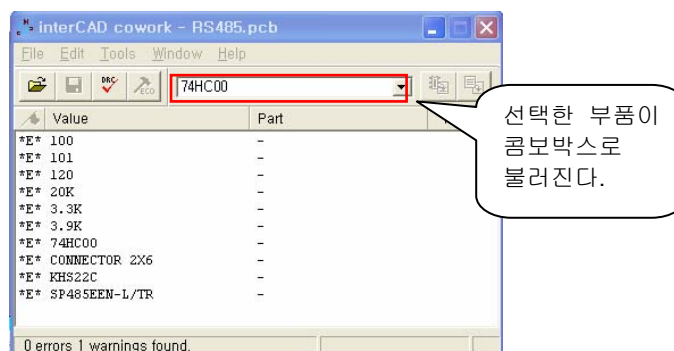 interCAD cowork - RS485.pcb
File Edit Tools Window Help
DRC ECO 74HC00
Value Part
*E* 100 -
*E* 101 -
*E* 120 -
*E* 20K -
*E* 3.3K -
*E* 3.9K -
*E* 74HC00 -
*E* CONNECTOR 2X6 -
*E* KHS22C -
*E* SP485EEN-L/TR -
0 errors 1 warnings found.
선택한 부품이
콤보박스로
불러진다.